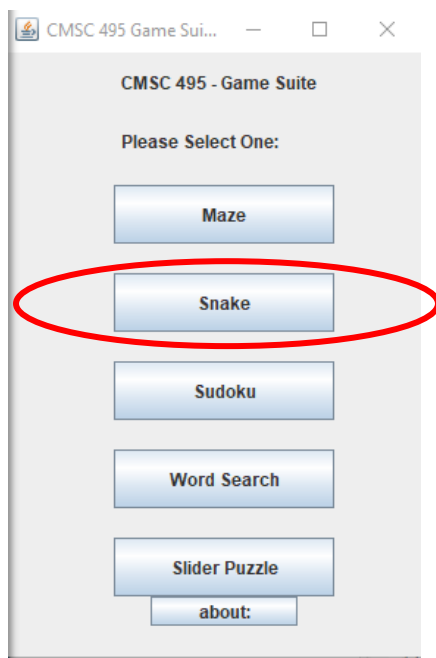 CMSC 495 Game Sui...
CMSC 495 - Game Suite
Please Select One:
Maze
Snake
Sudoku
Word Search
Slider Puzzle
about: